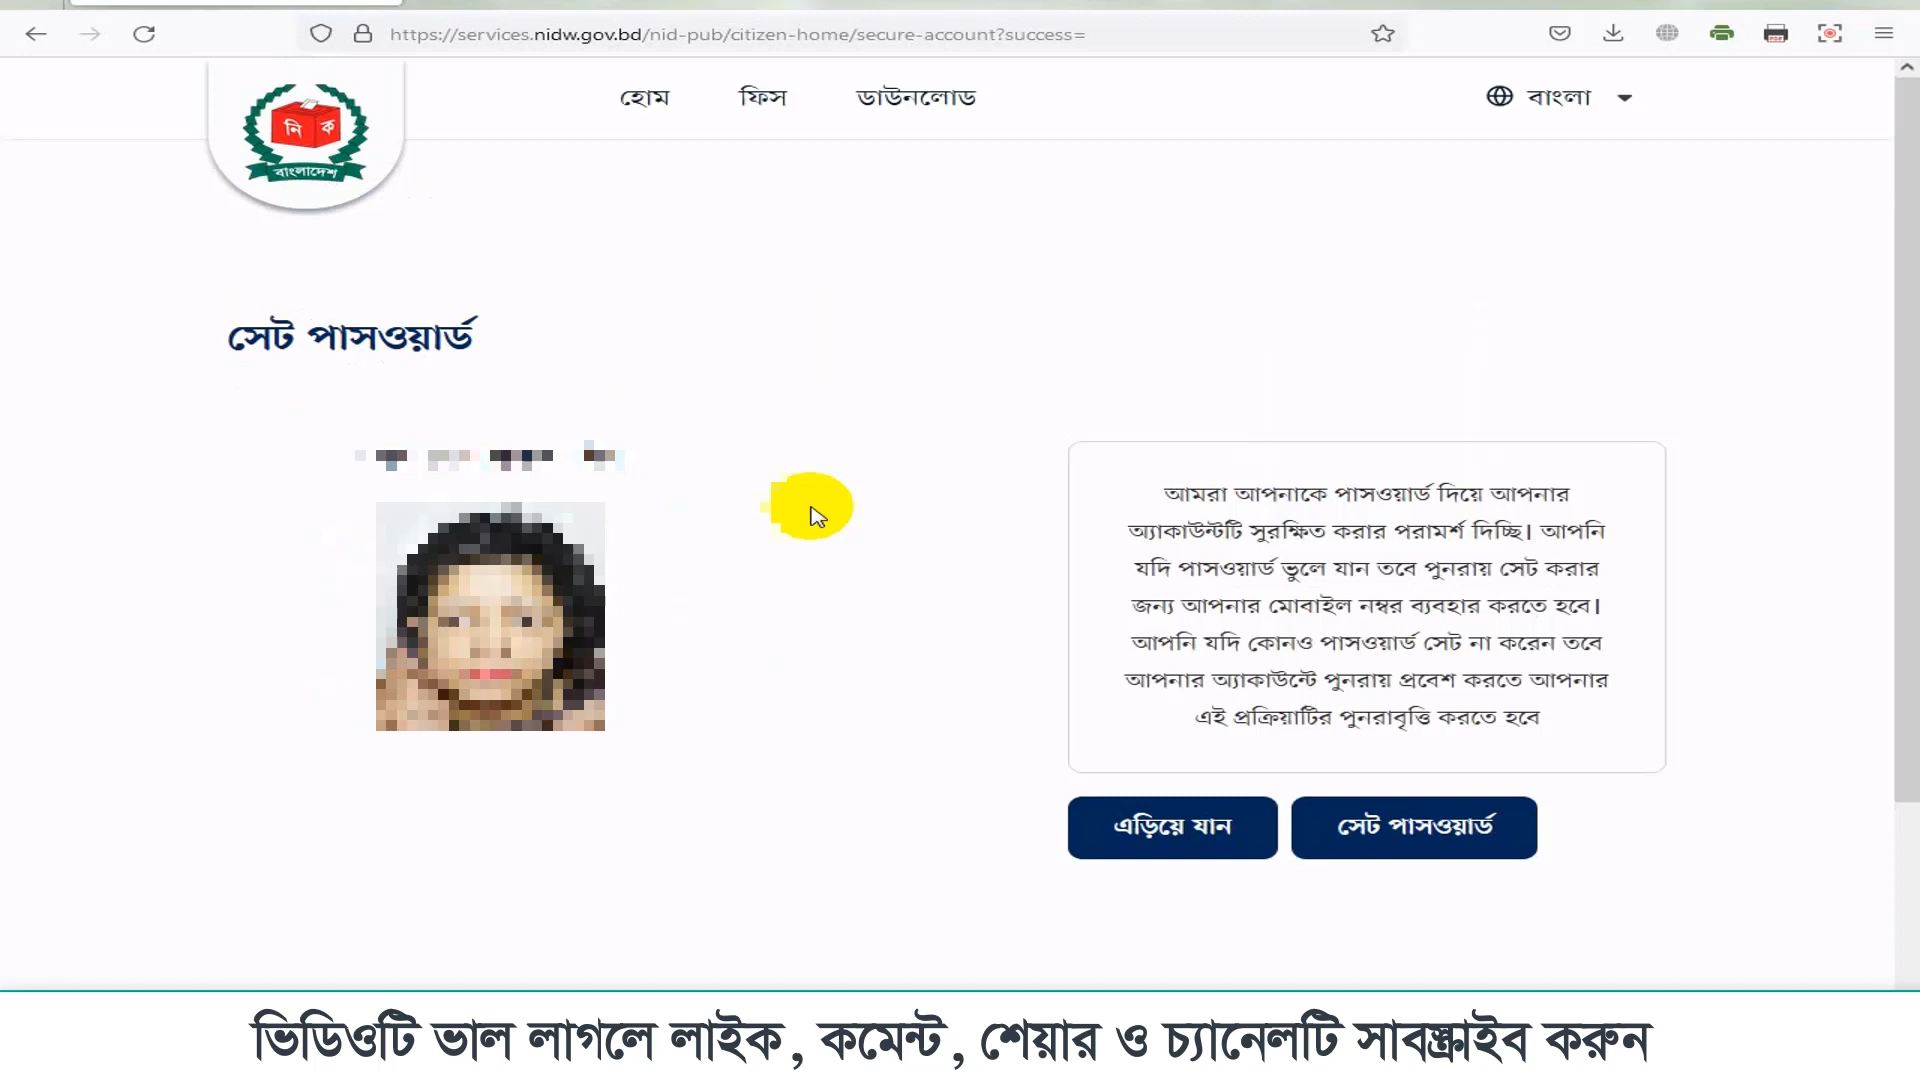 https://services.nidw.gov.bd/nid-pub/citizen-home/secure-account?success=
নি ক
বাংলাদেশ
হোম ফিস ডাউনলোড বাংলা
সেট পাসওয়ার্ড
আমরা আপনাকে পাসওয়ার্ড দিয়ে আপনার
অ্যাকাউন্টটি সুরক্ষিত করার পরামর্শ দিচ্ছি। আপনি
যদি পাসওয়ার্ড ভুলে যান তবে পুনরায় সেট করার
জন্য আপনার মোবাইল নম্বর ব্যবহার করতে হবে।
আপনি যদি কোনও পাসওয়ার্ড সেট না করেন তবে
আপনার অ্যাকাউন্টে পুনরায় প্রবেশ করতে আপনার
এই প্রক্রিয়াটির পুনরাবৃত্তি করতে হবে
এড়িয়ে যান সেট পাসওয়ার্ড
ভিডিওটি ভাল লাগলে লাইক, কমেন্ট, শেয়ার ও চ্যানেলটি সাবস্ক্রাইব করুন